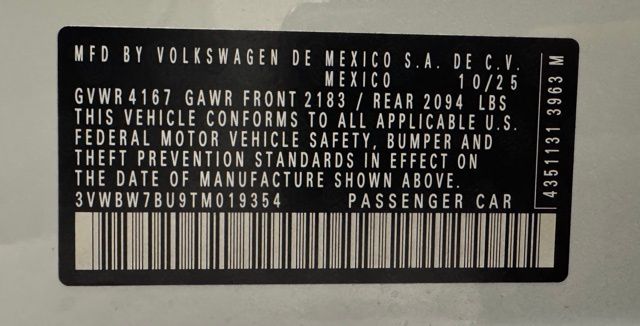 MFD BY VOLKSWAGEN DE MEXICO S.A. DE C.V.
MEXICO 10/25
GVWR 4167 GAWR FRONT 2183 / REAR 2094 LBS
THIS VEHICLE CONFORMS TO ALL APPLICABLE U.S.
FEDERAL MOTOR VEHICLE SAFETY, BUMPER AND
THEFT PREVENTION STANDARDS IN EFFECT ON
THE DATE OF MANUFACTURE SHOWN ABOVE.
3VWBW7BU9TM019354 PASSENGER CAR
4351131 3963 M